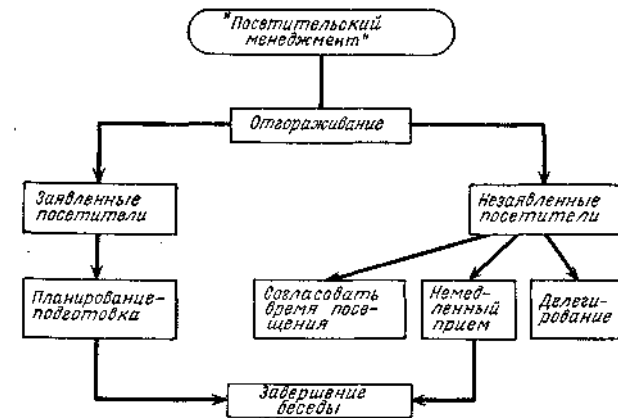 "Посетительский
менеджмент"
Отгораживание
Заявленные
посетители
Незаявленные
посетители
Планирование-
подготовка
Согласовать
время посе-
щения
Немед-
ленный
прием
Делеги-
рование
Завершение
беседы